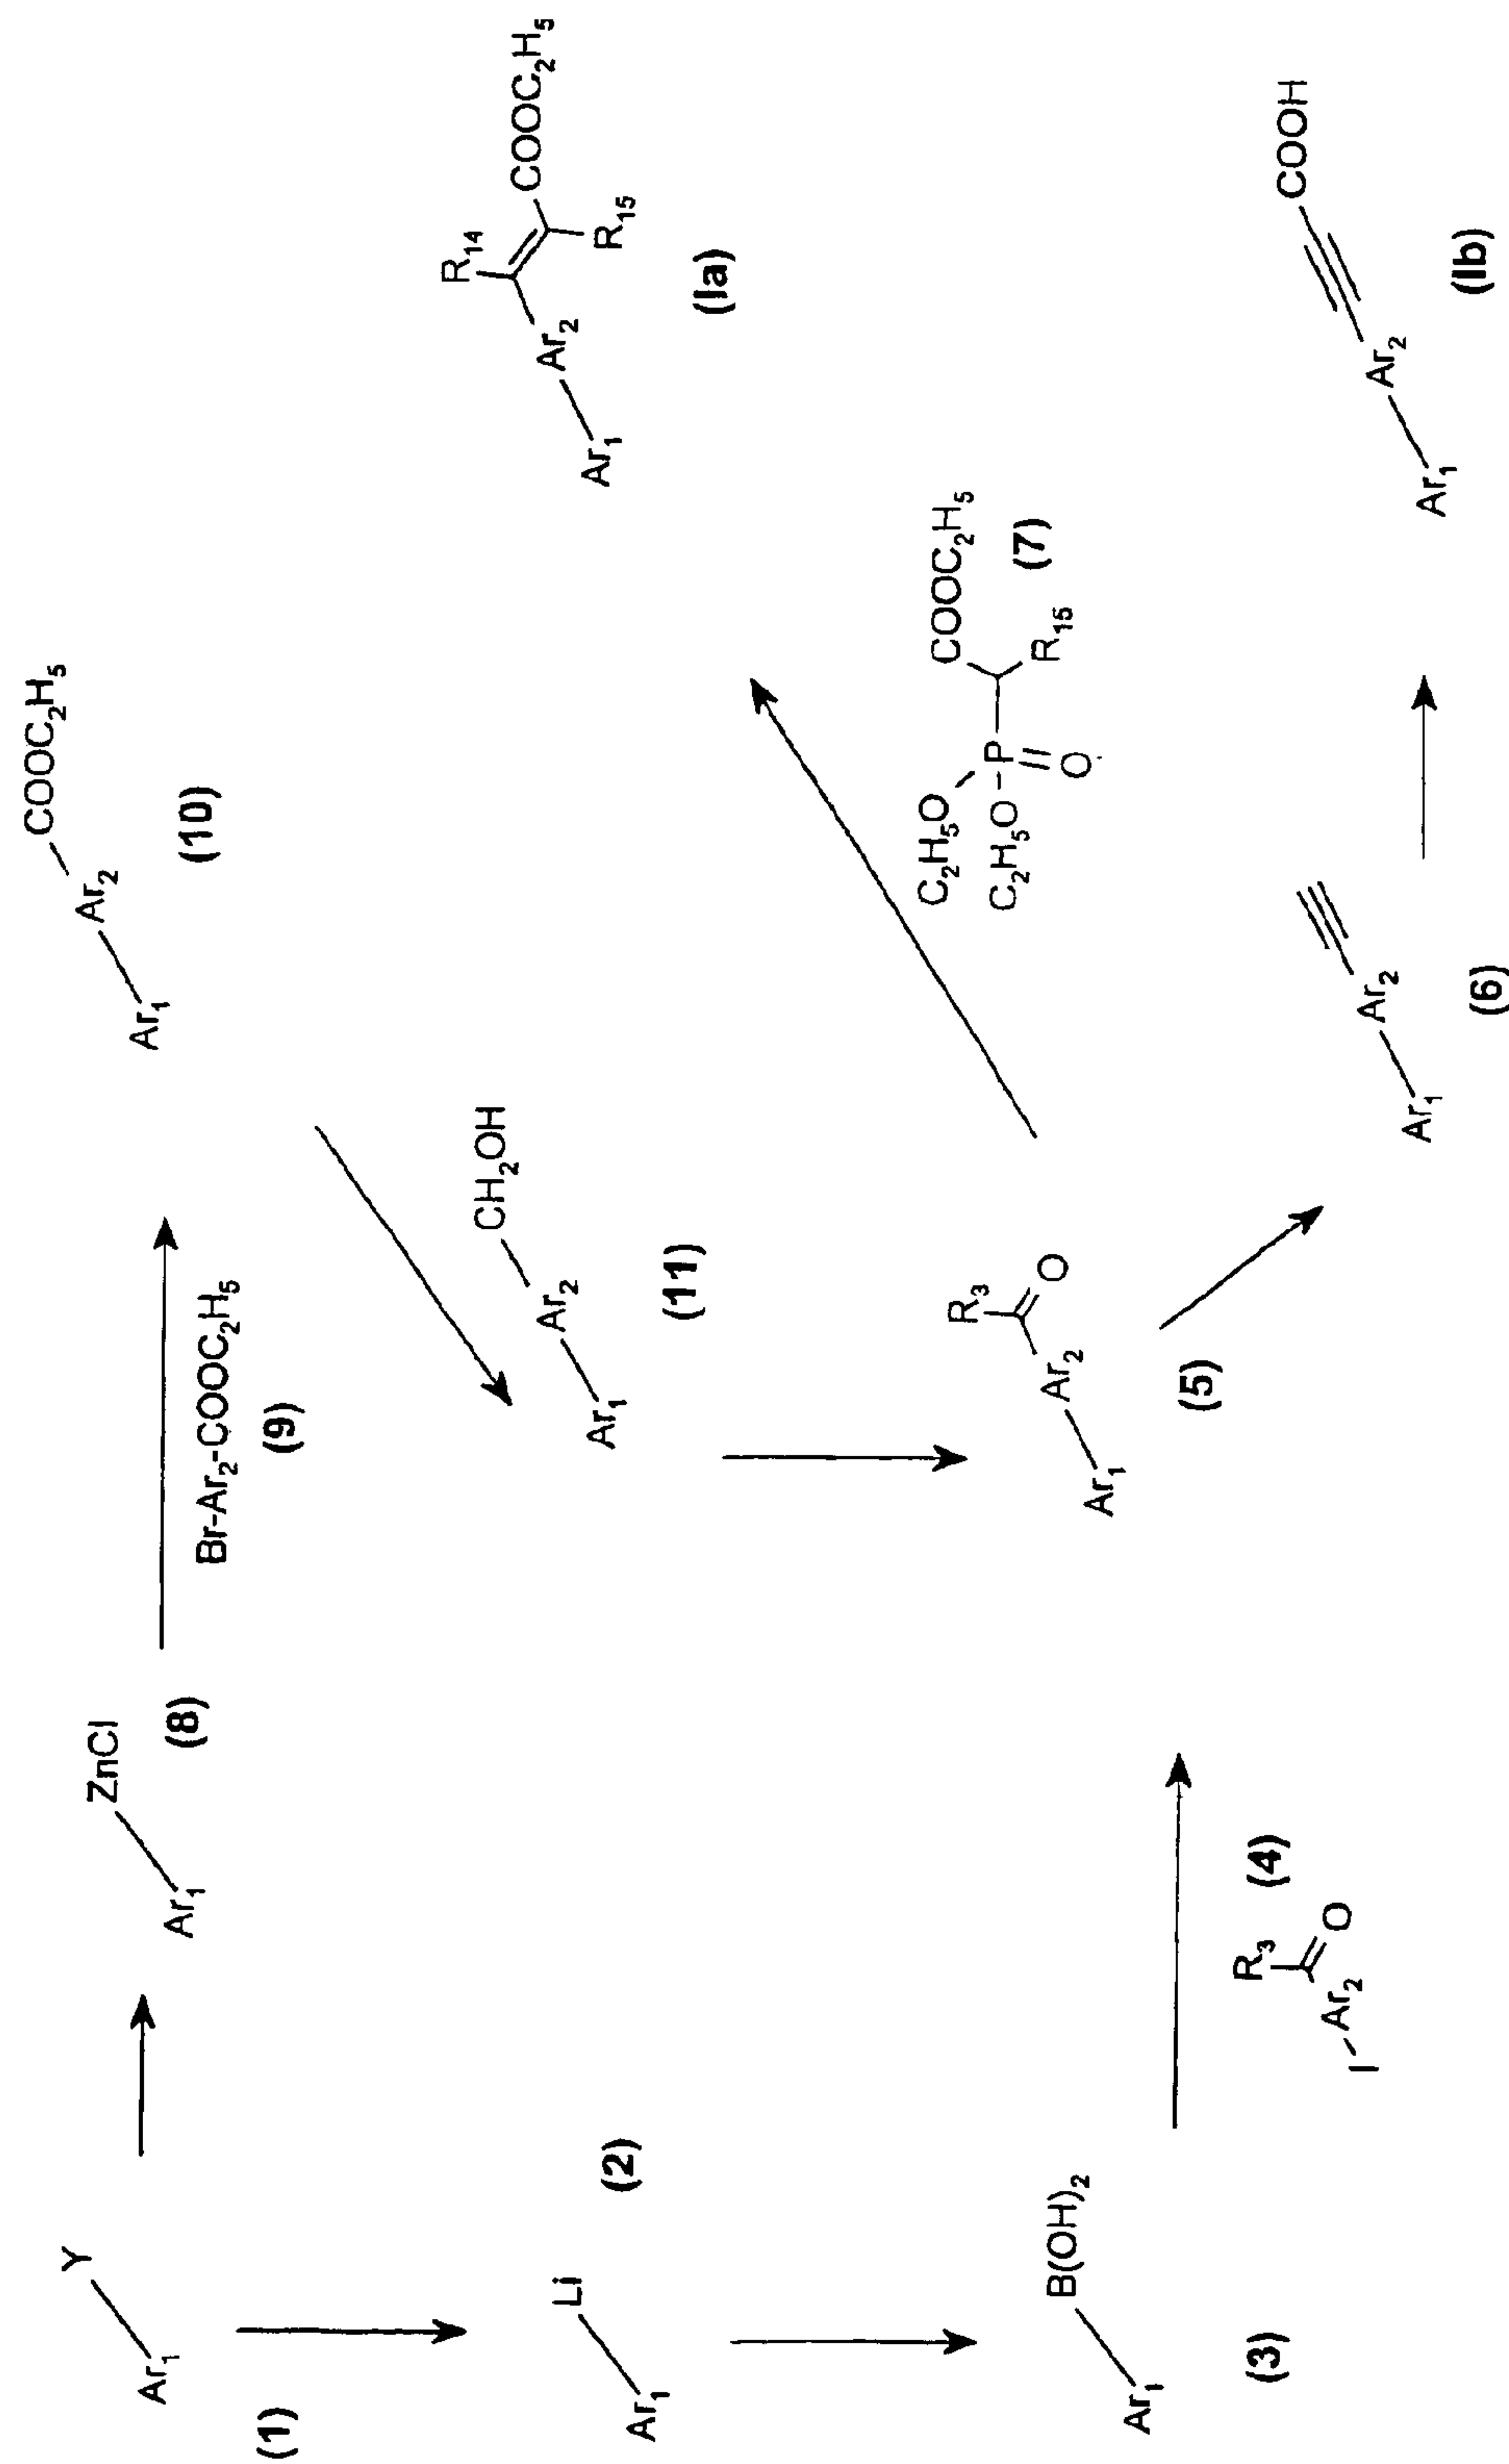 Ar1-Y
(1)
Ar1-ZnCl
(8)
Br-Ar2-COOC2H5
(9)
Ar1-Ar2-COOC2H5
(10)
Ar1-Li
(2)
Ar1-Ar2-CH2OH
(11)
Ar1-Ar2 R14 R15 COOC2H5
(Ia)
Ar1-B(OH)2
(3)
I-Ar2 R3 O
(4)
Ar1-Ar2 R3 O
(5)
C2H5O
C2H5O-P COOC2H5
O R15
(7)
Ar1-Ar2
(6)
Ar1-Ar2 COOH
(Ib)